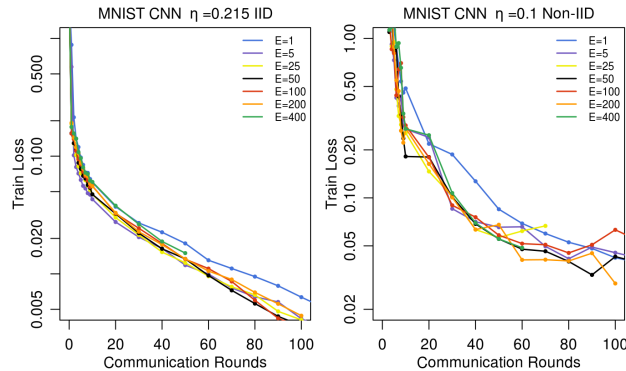 MNIST CNN η =0.215 IID
Train Loss
0.500
0.100
0.020
0.005
E=1
E=5
E=25
E=50
E=100
E=200
E=400
0 20 40 60 80 100
Communication Rounds
MNIST CNN η =0.1 Non-IID
Train Loss
1.00
0.50
0.20
0.10
0.05
0.02
E=1
E=5
E=25
E=50
E=100
E=200
E=400
0 20 40 60 80 100
Communication Rounds